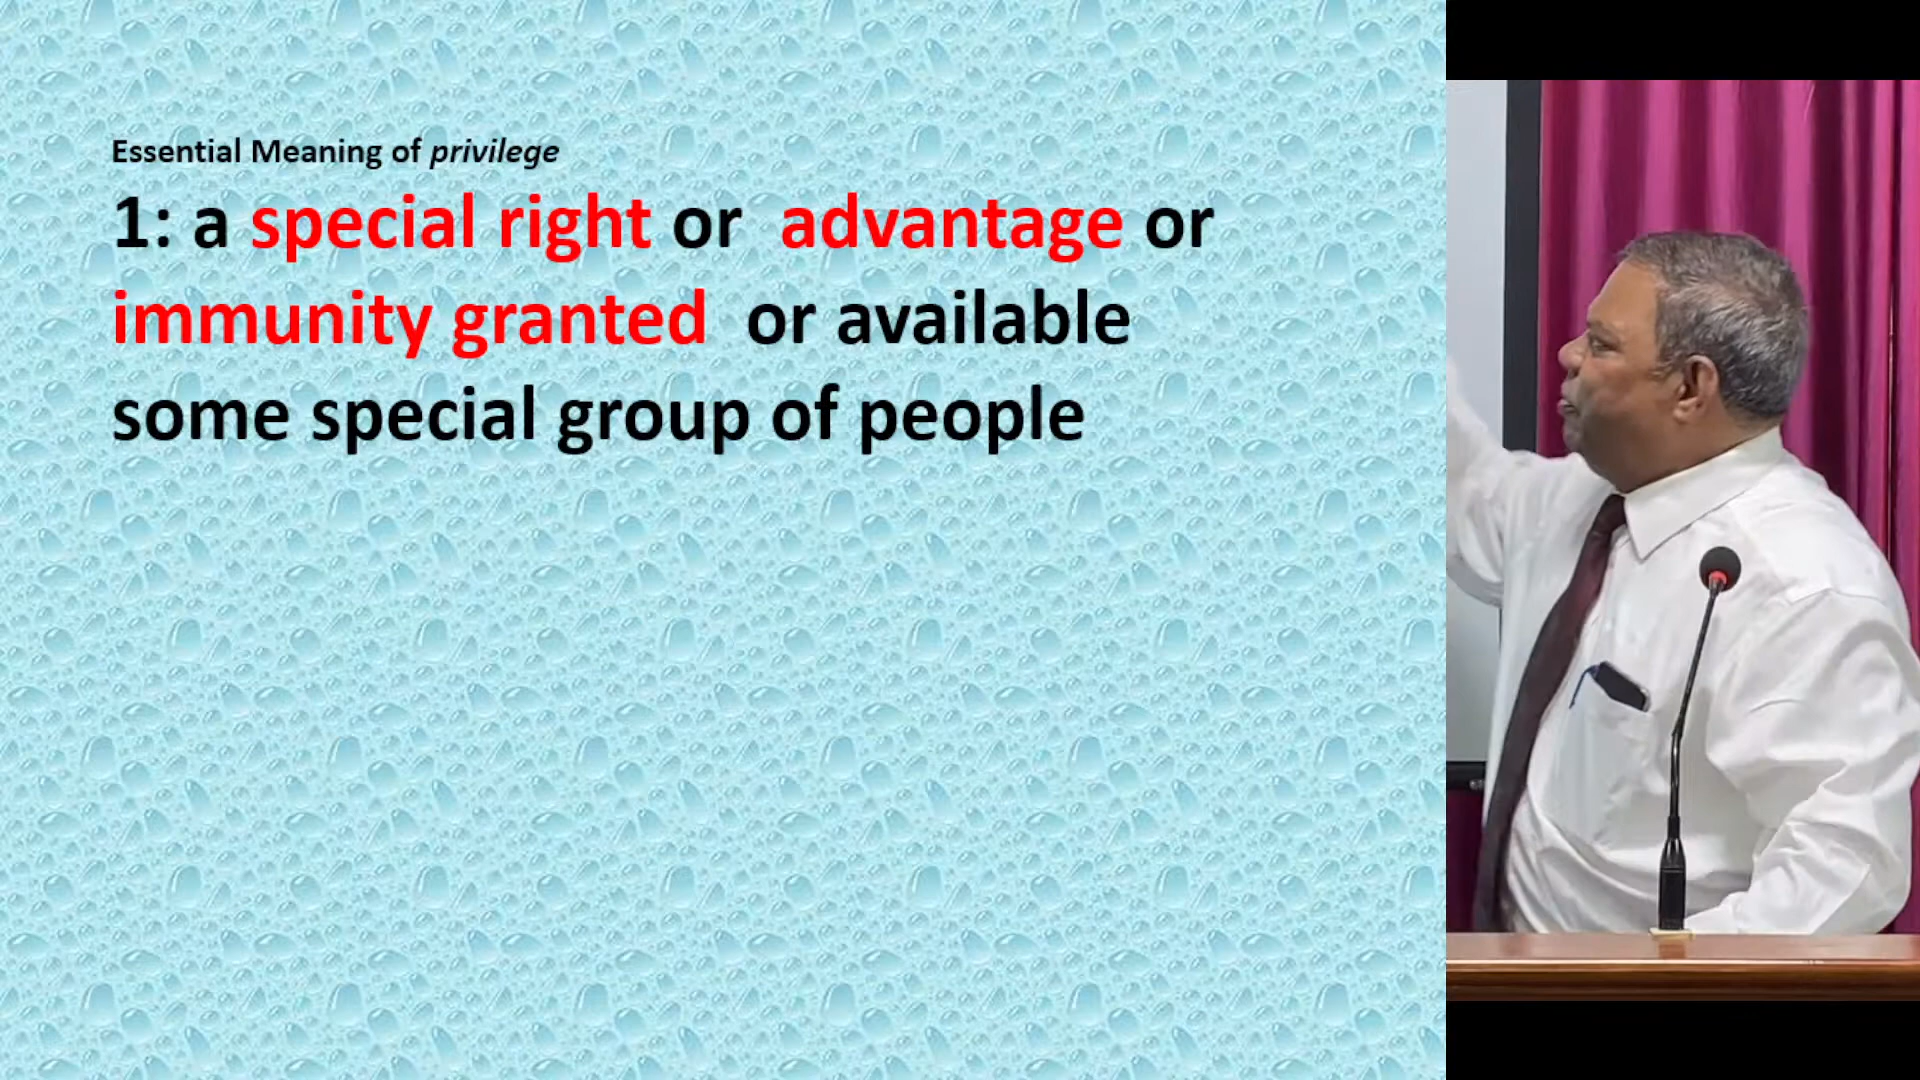 Essential Meaning of privilege
1: a special right or advantage or
immunity granted or available
some special group of people